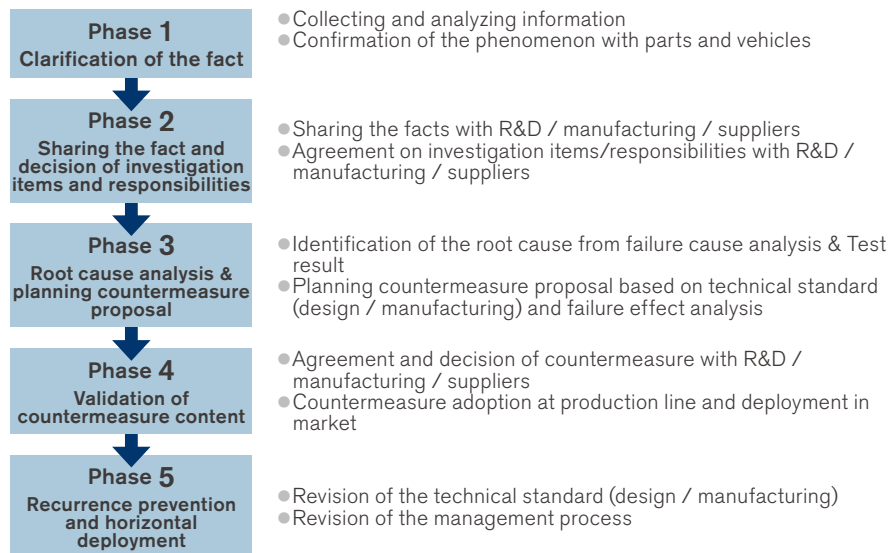 Phase 1
Clarification of the fact
●Collecting and analyzing information
●Confirmation of the phenomenon with parts and vehicles
Phase 2
Sharing the fact and
decision of investigation
items and responsibilities
●Sharing the facts with R&D / manufacturing / suppliers
●Agreement on investigation items/responsibilities with R&D /
manufacturing / suppliers
Phase 3
Root cause analysis &
planning countermeasure
proposal
●Identification of the root cause from failure cause analysis & Test
result
●Planning countermeasure proposal based on technical standard
(design / manufacturing) and failure effect analysis
Phase 4
Validation of
countermeasure content
●Agreement and decision of countermeasure with R&D /
manufacturing / suppliers
●Countermeasure adoption at production line and deployment in
market
Phase 5
Recurrence prevention
and horizontal
deployment
●Revision of the technical standard (design / manufacturing)
●Revision of the management process